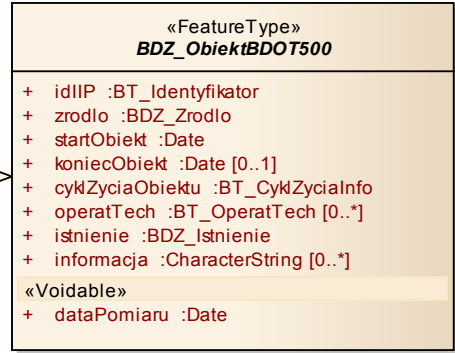 «FeatureType»
BDZ_ObiektBDOT500
+ idIIP :BT_Identyfikator
+ zrodlo :BDZ_Zrodlo
+ startObiekt :Date
+ koniecObiekt :Date [0..1]
+ cyklZyciaObiektu :BT_CyklZyciaInfo
+ operatTech :BT_OperatTech [0..*]
+ istnienie :BDZ_Istnienie
+ informacja :CharacterString [0..*]
«Voidable»
+ dataPomiaru :Date